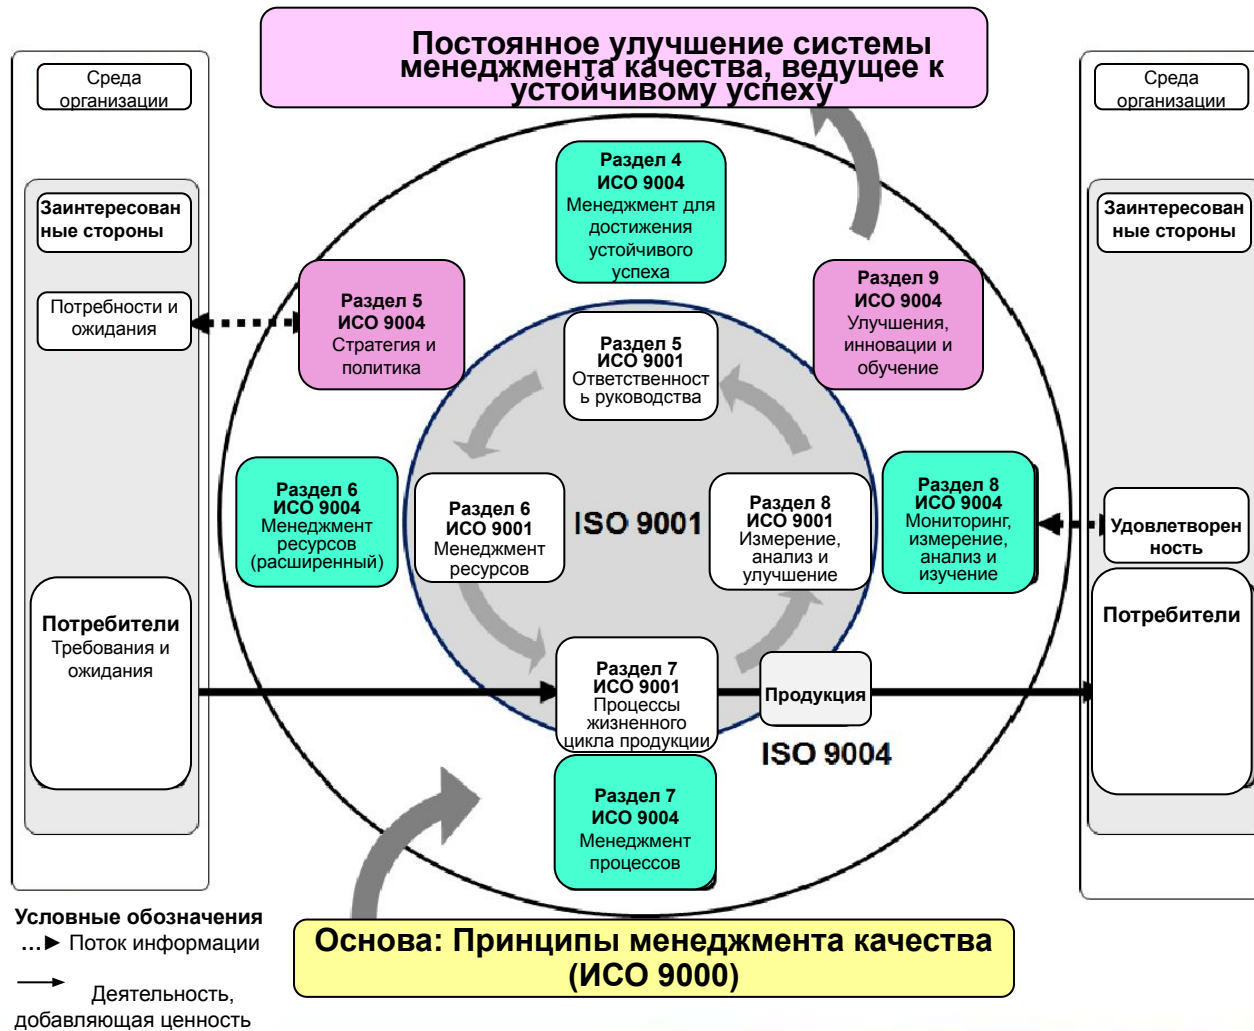 Постоянное улучшение системы
менеджмента качества, ведущее к
устойчивому успеху
Среда
организации
Заинтересован
ные стороны
Потребности и
ожидания
Потребители
Требования и
ожидания
Раздел 4
ИСО 9004
Менеджмент для
достижения
устойчивого
успеха
Раздел 5
ИСО 9004
Стратегия и
политика
Раздел 9
ИСО 9004
Улучшения,
инновации и
обучение
Раздел 5
ИСО 9001
Ответственност
ь руководства
Раздел 6
ИСО 9004
Менеджмент
ресурсов
(расширенный)
Раздел 6
ИСО 9001
Менеджмент
ресурсов
ISO 9001
Раздел 8
ИСО 9001
Измерение,
анализ и
улучшение
Раздел 8
ИСО 9004
Мониторинг,
измерение,
анализ и
изучение
Раздел 7
ИСО 9001
Процессы
жизненного
цикла продукции
Продукция
ISO 9004
Раздел 7
ИСО 9004
Менеджмент
процессов
Среда
организации
Заинтересован
ные стороны
Удовлетворен
ность
Потребители
Условные обозначения
...► Поток информации
Деятельность,
добавляющая ценность
Основа: Принципы менеджмента качества
(ИСО 9000)